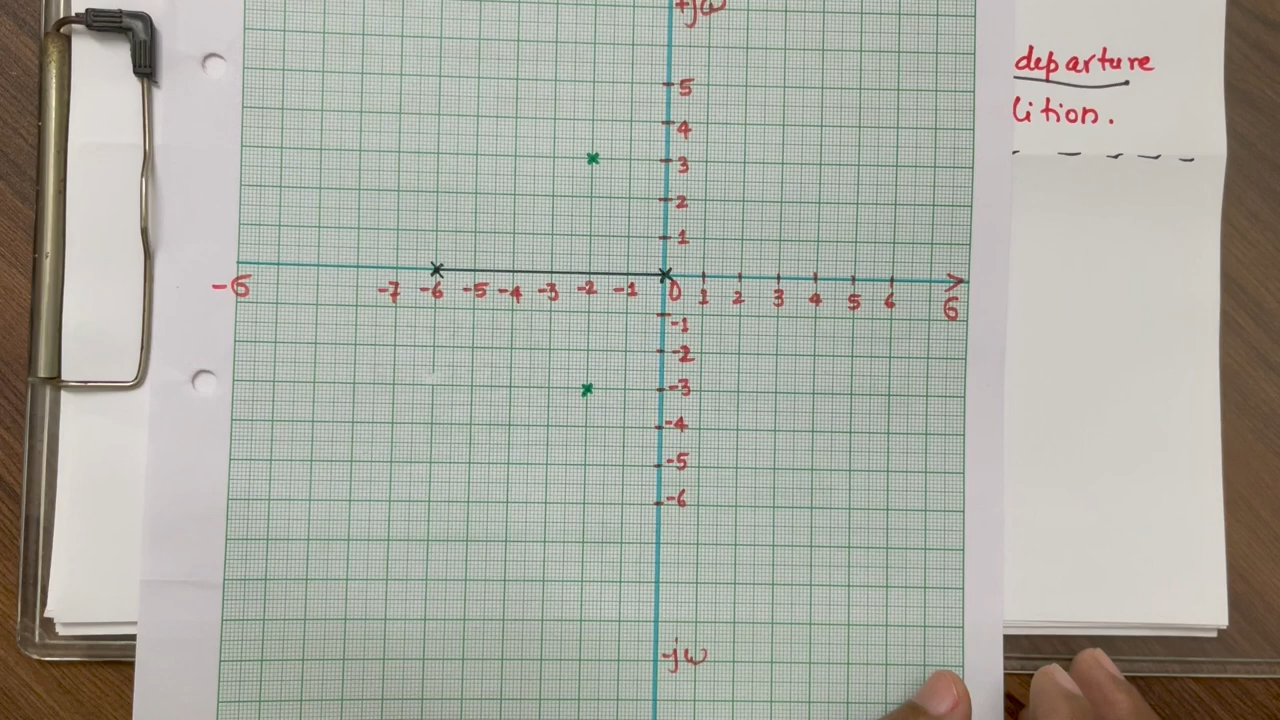 +jω
departure
lition.
5
4
3
2
1
-6 -7 -6 -5 -4 -3 -2 -1 0 1 2 3 4 5 6 6
-1
-2
-3
-4
-5
-6
-jω